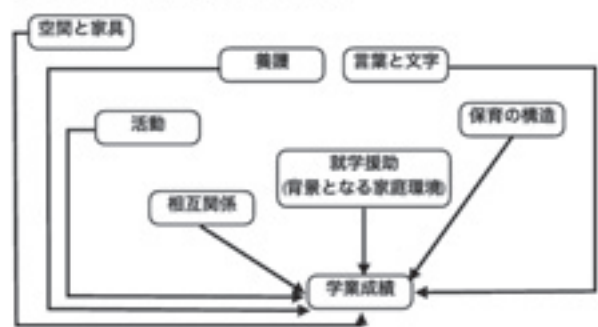 空間と家具
養護
言葉と文字
活動
保育の構造
就学援助
(背景となる家庭環境)
相互関係
学業成績